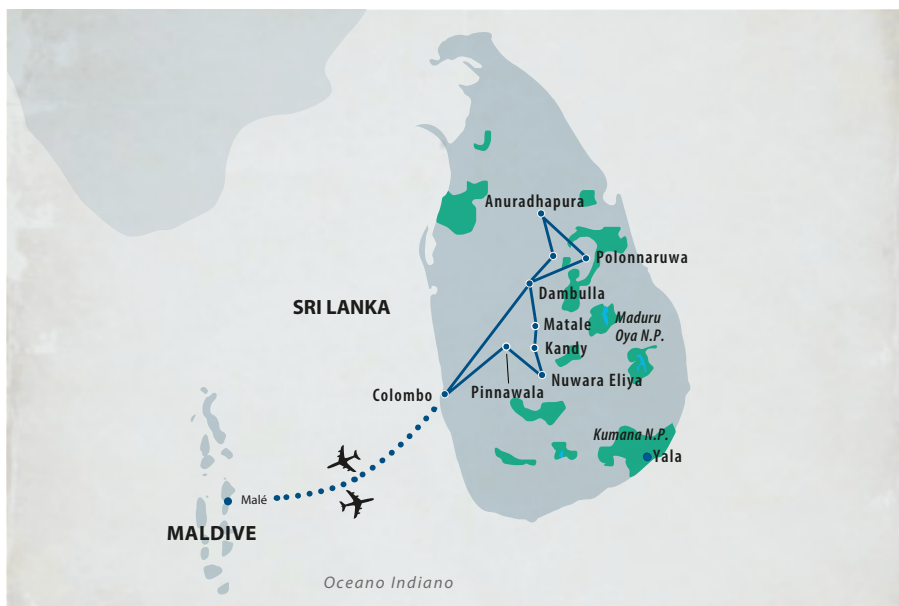 Anuradhapura
Polonnaruwa
Dambulla
SRI LANKA
Maduru
Oya N.P.
Matale
Kandy
Nuwara Eliya
Pinnawala
Colombo
Kumana N.P.
Yala
Malé
MALDIVE
Oceano Indiano